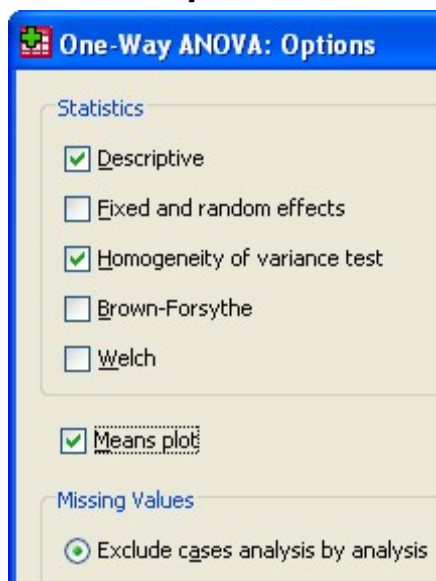 One-Way ANOVA: Options
Statistics
Descriptive
Fixed and random effects
Homogeneity of variance test
Brown-Forsythe
Welch
Means plot
Missing Values
Exclude cases analysis by analysis